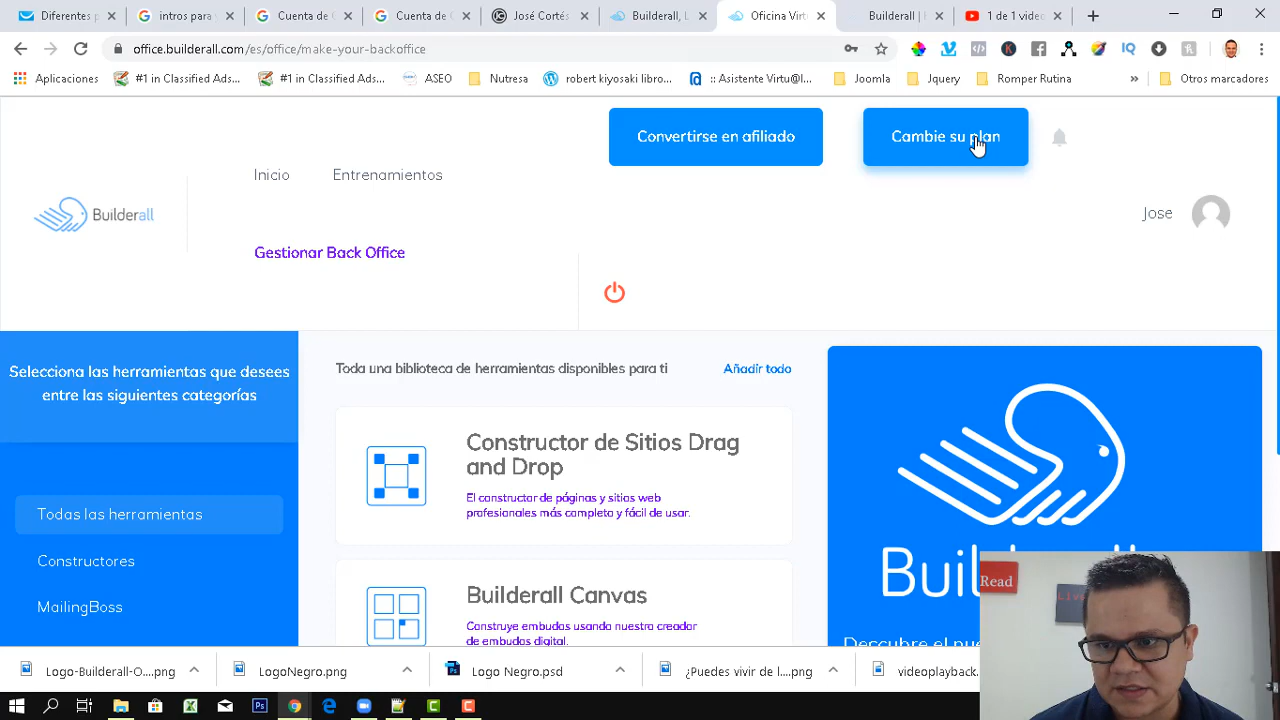 Diferentes p
intros para
Cuenta de C
Cuenta de C
José Cortés
Builderall, L
Oficina Virtu
Builderall |
1 de 1 video
office.builderall.com/es/office/make-your-backoffice
Aplicaciones
#1 in Classified Ads...
#1 in Classified Ads...
ASEO
Nutresa
robert kiyosaki libro...
:: Asistente Virtu@l...
Joomla
Jquery
Romper Rutina
»
Otros marcadores
Convertirse en afiliado
Cambie su plan
Inicio
Entrenamientos
Builderall
Jose
Gestionar Back Office
Selecciona las herramientas que desees
entre las siguientes categorías
Toda una biblioteca de herramientas disponibles para ti
Añadir todo
Constructor de Sitios Drag
and Drop
El constructor de páginas y sitios web
profesionales más completo y fácil de usar.
Todas las herramientas
Constructores
MailingBoss
Builderall Canvas
Construye embudos usando nuestra creador
de embudos digital.
Read
Live
Logo-Builderall-O....png
LogoNegro.png
Logo Negro.psd
¿Puedes vivir de l....png
videoplayback.